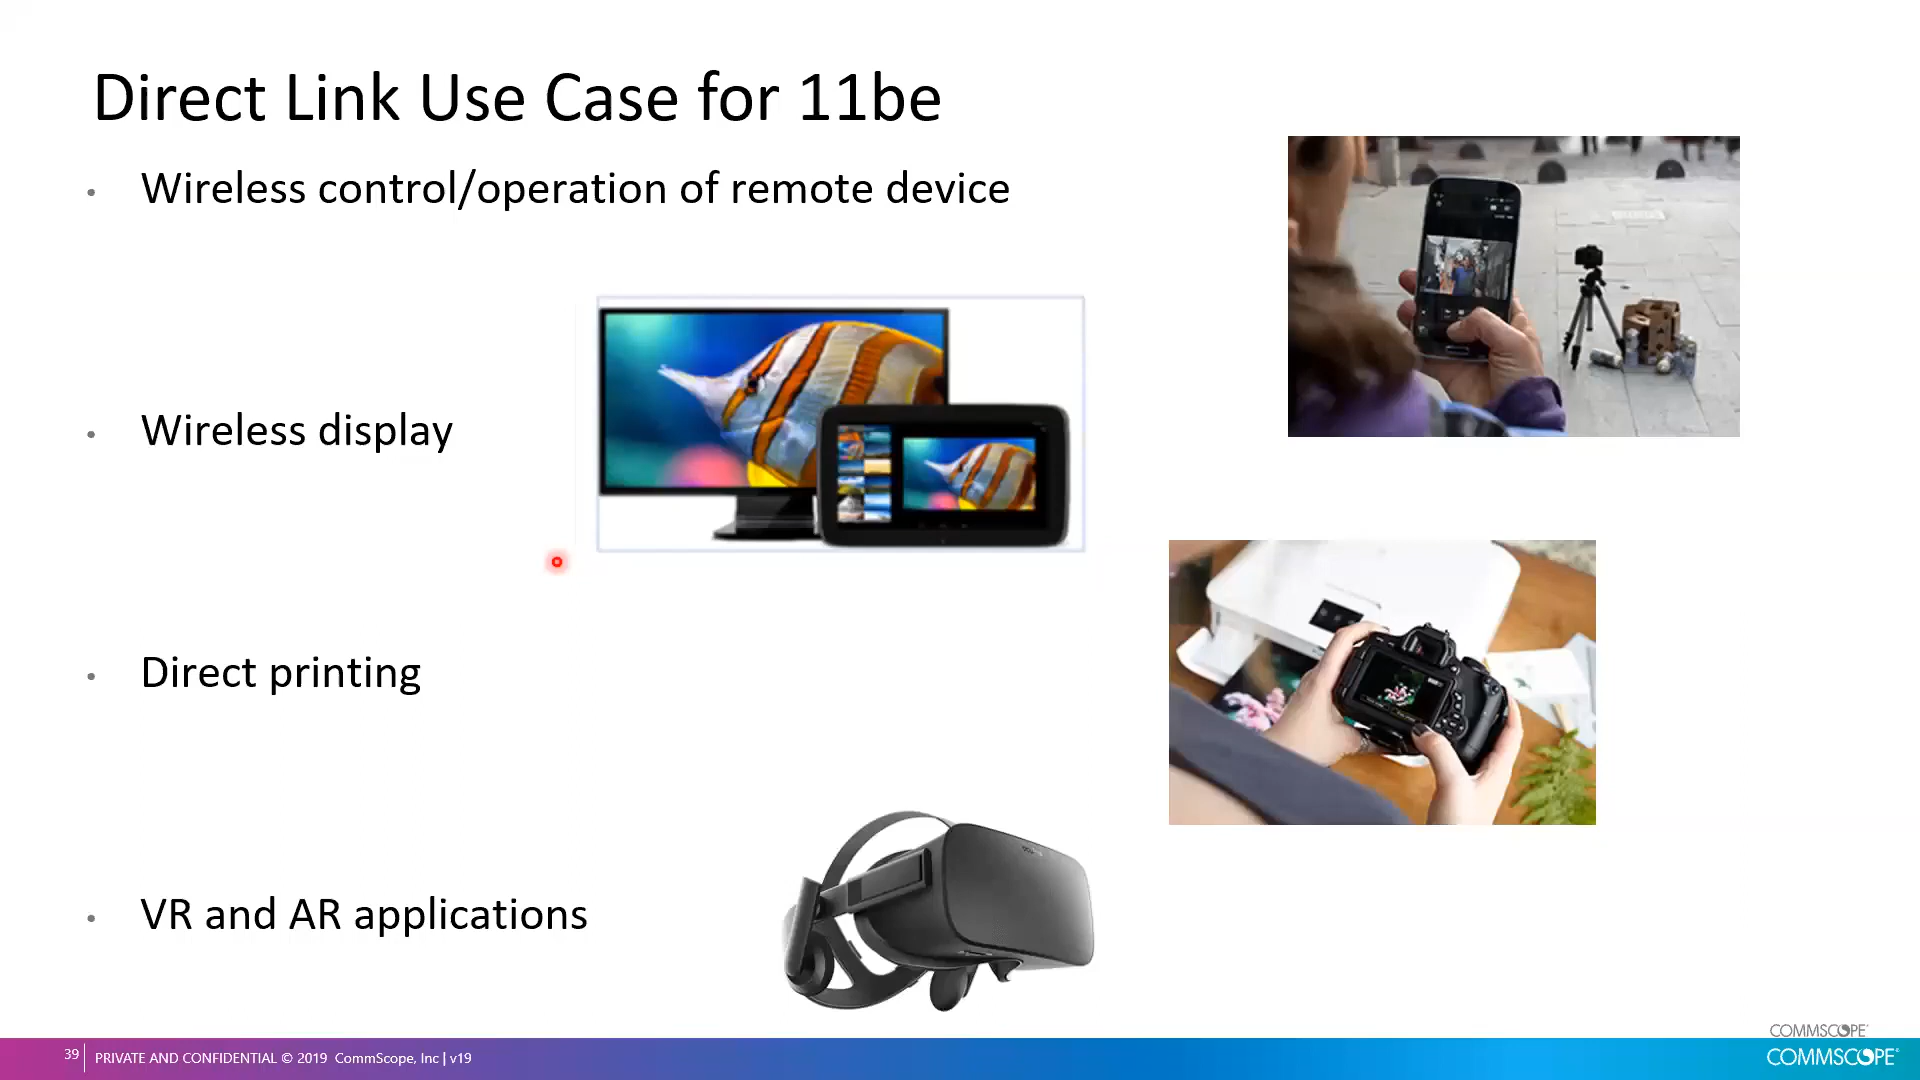 Direct Link Use Case for 11be
• Wireless control/operation of remote device
• Wireless display
• Direct printing
• VR and AR applications
COMMSCOPE®
39 PRIVATE AND CONFIDENTIAL © 2019 CommScope, Inc | v19
COMMSCOPE®